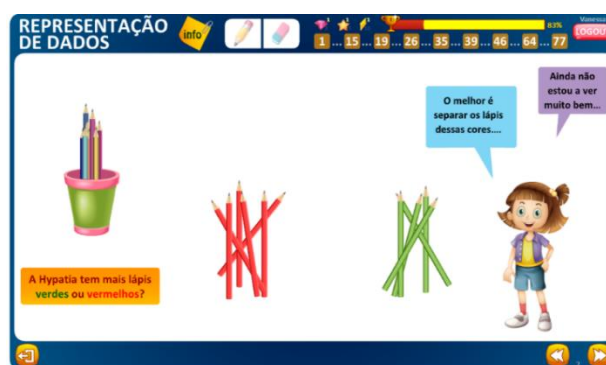 REPRESENTAÇÃO
DE DADOS
info
83%
LOGOUT
1 ... 15 ... 19 ... 26 ... 35 ... 39 ... 46 ... 64 ... 77
Ainda não
estou a ver
muito bem...
O melhor é
separar os lápis
dessas cores....
A Hypatia tem mais lápis
verdes ou vermelhos?